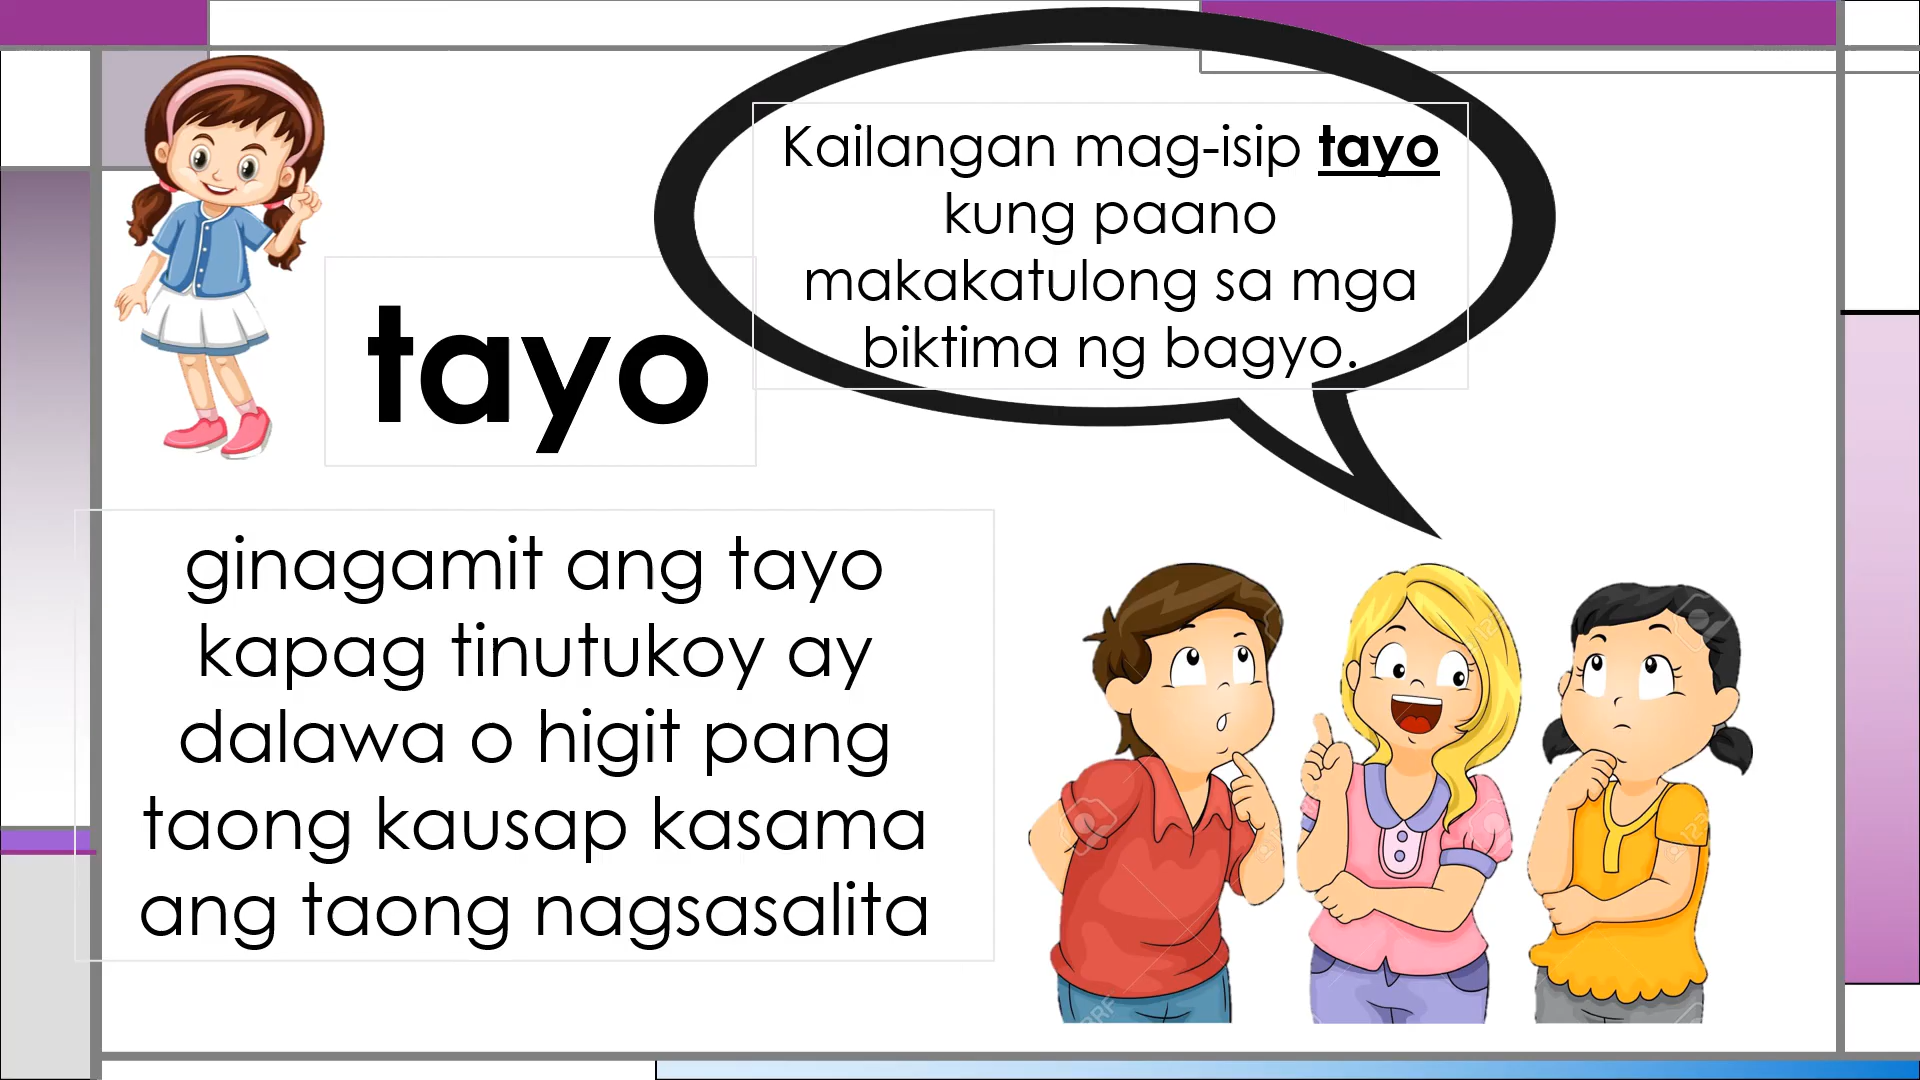 Kailangan mag-isip tayo
kung paano
makakatulong sa mga
biktima ng bagyo.
tayo
ginagamit ang tayo
kapag tinutukoy ay
dalawa o higit pang
taong kausap kasama
ang taong nagsasalita